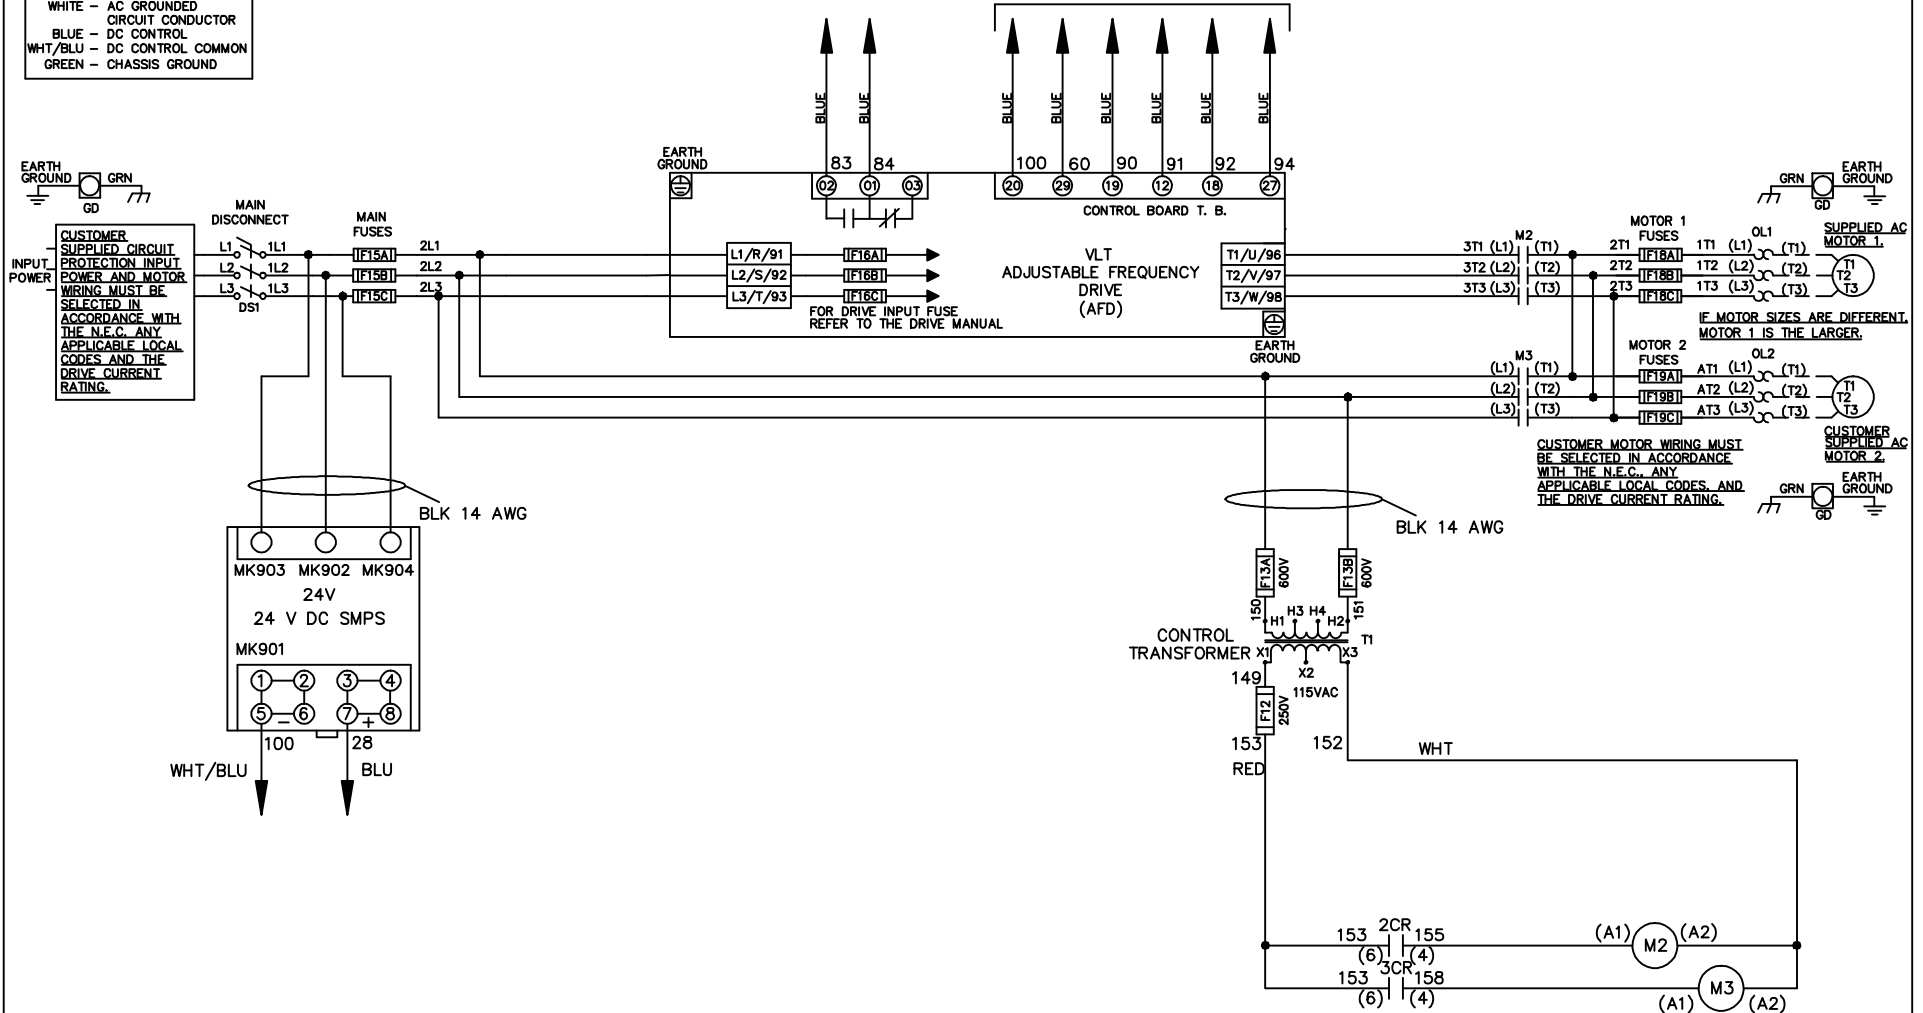 WHITE – AC GROUNDED
CIRCUIT CONDUCTOR
BLUE – DC CONTROL
WHT/BLU – DC CONTROL COMMON
GREEN – CHASSIS GROUND
BLUE BLUE BLUE BLUE BLUE BLUE BLUE BLUE
83 84 100 60 90 91 92 94
EARTH
GROUND
02 01 03 20 29 19 12 18 27
CONTROL BOARD T. B.
EARTH
GROUND
GRN
GD
MAIN
DISCONNECT
MAIN
FUSES
INPUT
POWER
CUSTOMER
SUPPLIED CIRCUIT
PROTECTION INPUT
POWER AND MOTOR
WIRING MUST BE
SELECTED IN
ACCORDANCE WITH
THE N.E.C. ANY
APPLICABLE LOCAL
CODES AND THE
DRIVE CURRENT
RATING.
L1 1L1 F15A 2L1
L2 1L2 F15B 2L2
L3 1L3 F15C 2L3
DS1
L1/R/91 F16A
L2/S/92 F16B
L3/T/93 F16C
FOR DRIVE INPUT FUSE
REFER TO THE DRIVE MANUAL
VLT
ADJUSTABLE FREQUENCY
DRIVE
(AFD)
T1/U/96
T2/V/97
T3/W/98
EARTH
GROUND
M2
3T1 (L1) (T1)
3T2 (L2) (T2)
3T3 (L3) (T3)
MOTOR 1
FUSES
OL1
2T1 F18A 1T1 (L1) (T1)
2T2 F18B 1T2 (L2) (T2)
2T3 F18C 1T3 (L3) (T3)
GRN
GD
EARTH
GROUND
SUPPLIED AC
MOTOR 1.
T1
T2
T3
IF MOTOR SIZES ARE DIFFERENT,
MOTOR 1 IS THE LARGER.
M3
(L1) (T1)
(L2) (T2)
(L3) (T3)
MOTOR 2
FUSES
OL2
F19A AT1 (L1) (T1)
F19B AT2 (L2) (T2)
F19C AT3 (L3) (T3)
T1
T2
T3
CUSTOMER
SUPPLIED AC
MOTOR 2.
CUSTOMER MOTOR WIRING MUST
BE SELECTED IN ACCORDANCE
WITH THE N.E.C., ANY
APPLICABLE LOCAL CODES, AND
THE DRIVE CURRENT RATING.
GRN
GD
EARTH
GROUND
BLK 14 AWG
MK903 MK902 MK904
24V
24 V DC SMPS
MK901
1 2 3 4
5 – 6 7 + 8
100 28
WHT/BLU BLU
BLK 14 AWG
F13A 600V F13B 600V
150 151
H1 H3 H4 H2
CONTROL
TRANSFORMER
T1
X1 X2 X3
149
115VAC
F12 250V
153 152
WHT
RED
2CR
153 155 (A1) M2 (A2)
(6) (4)
3CR
153 158 M3
(6) (4) (A1) (A2)